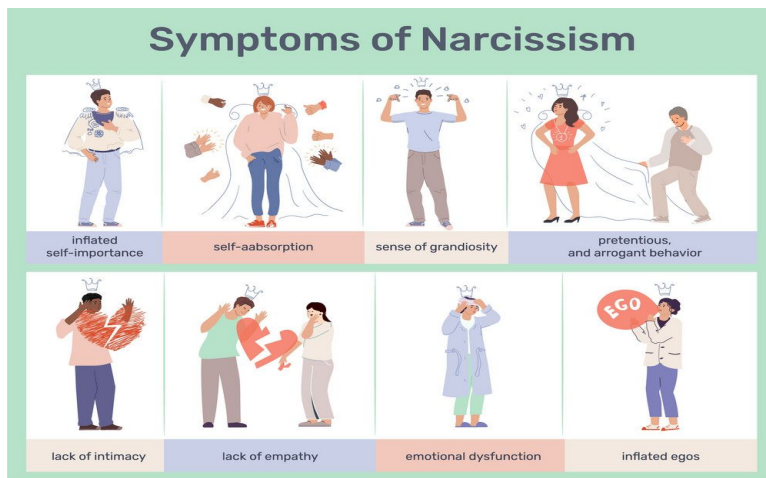 Symptoms of Narcissism
inflated
self-importance
self-aabsorption
sense of grandiosity
pretentious,
and arrogant behavior
lack of intimacy
lack of empathy
EGO
emotional dysfunction
inflated egos